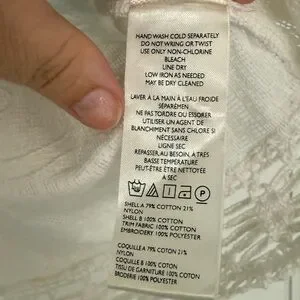 HAND WASH COLD SEPARATELY
DO NOT WRING OR TWIST
USE ONLY NON-CHLORINE
BLEACH
LINE DRY
LOW IRON AS NEEDED
MAY BE DRY CLEANED
LAVER A LA MAIN À L'EAU FROIDE
SEPAREMEN
NE PAS TORDRE OU ESSORER
UTILISER UN AGENT DE
BLANCHIMENT SANS CHLORE SI
NÉCESSAIRE
LIGNE SEC
REPASSER, AU BESOIN, À TRES
BASSE TEMPÉRATURE
PEUT-ÊTRE ÊTRE NETTOYÉE
A SEC
SHELL A 79% COTTON 21%
NYLON
SHELL B 100% COTTON
TRIM FABRIC 100% COTTON
EMBROIDERY 100% POLYESTER
COQUILLE A 79% COTON 21%
NYLON
COQUILLE B 100% COTON
TISSU DE GARNITURE 100% COTON
BRODERIE 100% POLYESTER